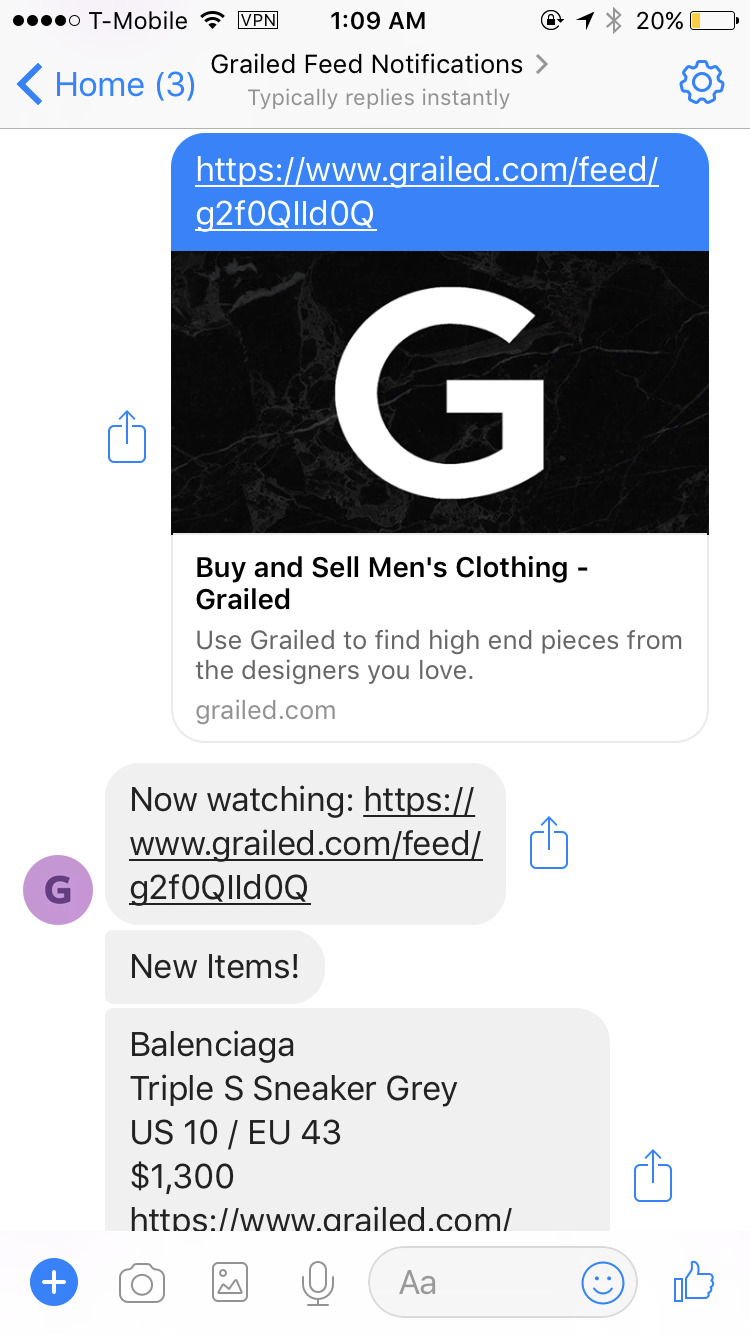 T-Mobile VPN 1:09 AM 20%
Home (3) Grailed Feed Notifications
Typically replies instantly
https://www.grailed.com/feed/
g2f0QIld0Q
G
Buy and Sell Men's Clothing -
Grailed
Use Grailed to find high end pieces from
the designers you love.
grailed.com
Now watching: https://
www.grailed.com/feed/
g2f0QIld0Q
G
New Items!
Balenciaga
Triple S Sneaker Grey
US 10 / EU 43
$1,300
https://www.grailed.com/
Aa